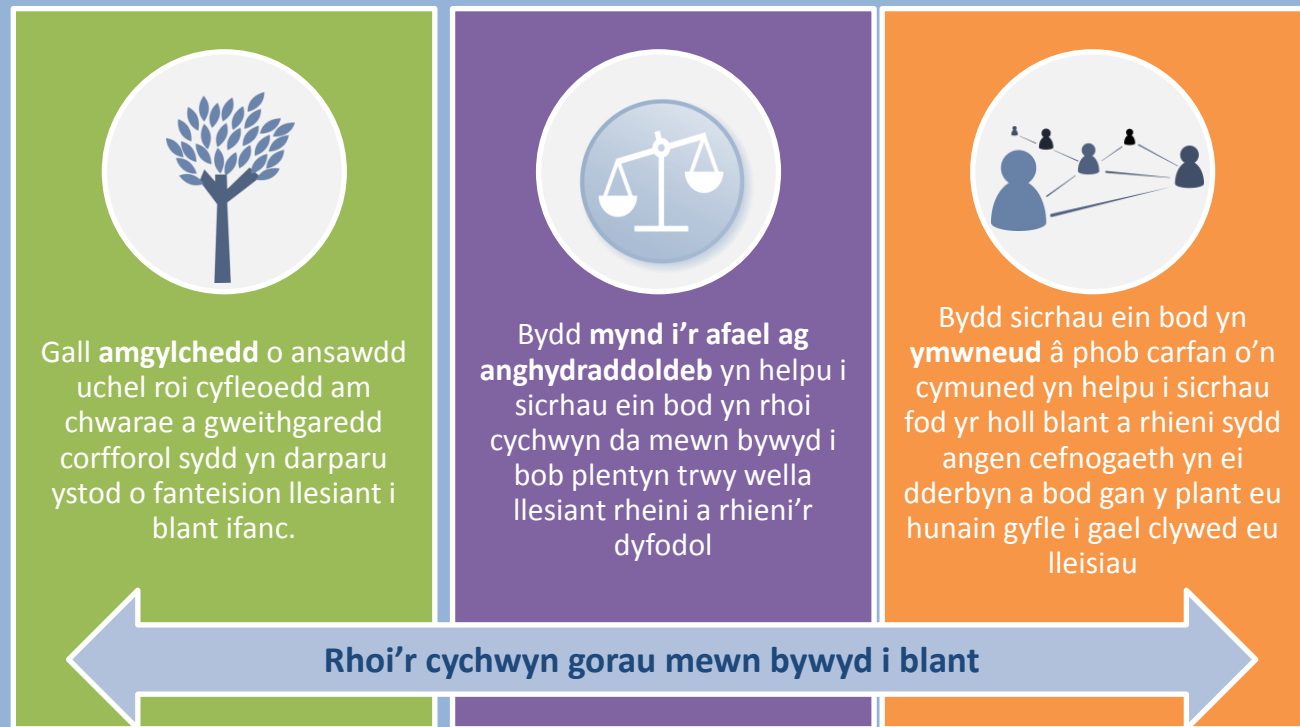 Gall amgylchedd o ansawdd
uchel roi cyfleoedd am
chwarae a gweithgaredd
corfforol sydd yn darparu
ystod o fanteision llesiant i
blant ifanc.
Bydd mynd i’r afael ag
anghydraddoldeb yn helpu i
sicrhau ein bod yn rhoi
cychwyn da mewn bywyd i
bob plentyn trwy wella
llesiant rheini a rhieni’r
dyfodol
Bydd sicrhau ein bod yn
ymwneud â phob carfan o’n
cymuned yn helpu i sicrhau
fod yr holl blant a rhieni sydd
angen cefnogaeth yn ei
dderbyn a bod gan y plant eu
hunain gyfle i gael clywed eu
lleisiau
Rhoi’r cychwyn gorau mewn bywyd i blant